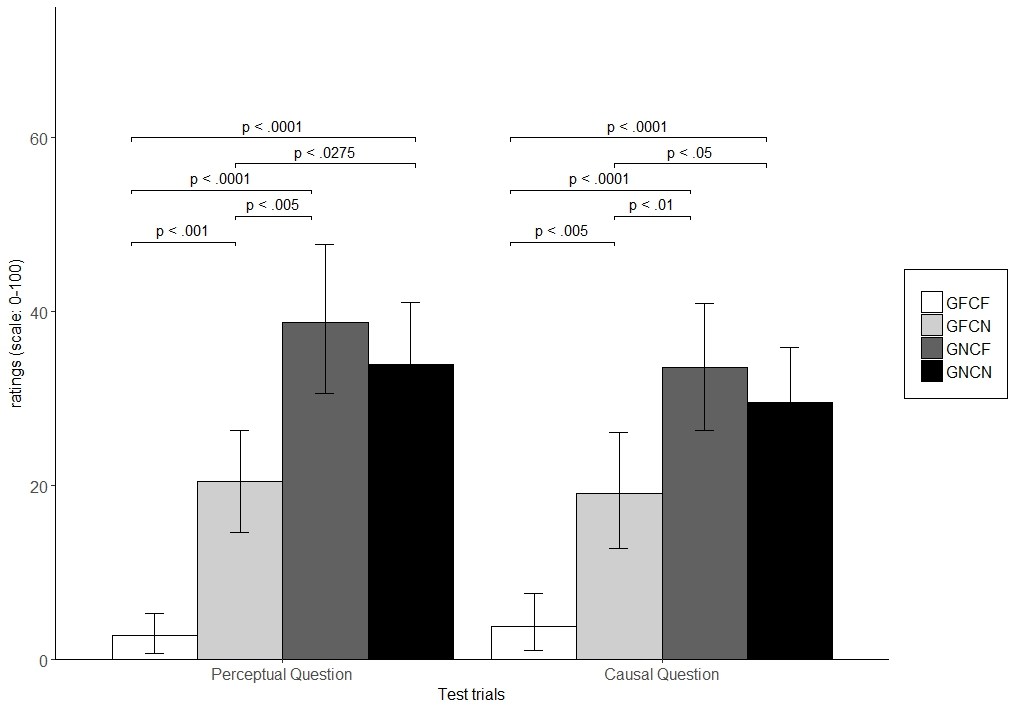 p < .0001
p < .0001
60
p < .0275
p < .05
p < .0001
p < .0001
p < .005
p < .01
p < .001
p < .005
ratings (scale: 0-100)
GFCF
40
GFCN
GNCF
GNCN
20
0
Perceptual Question
Causal Question
Test trials